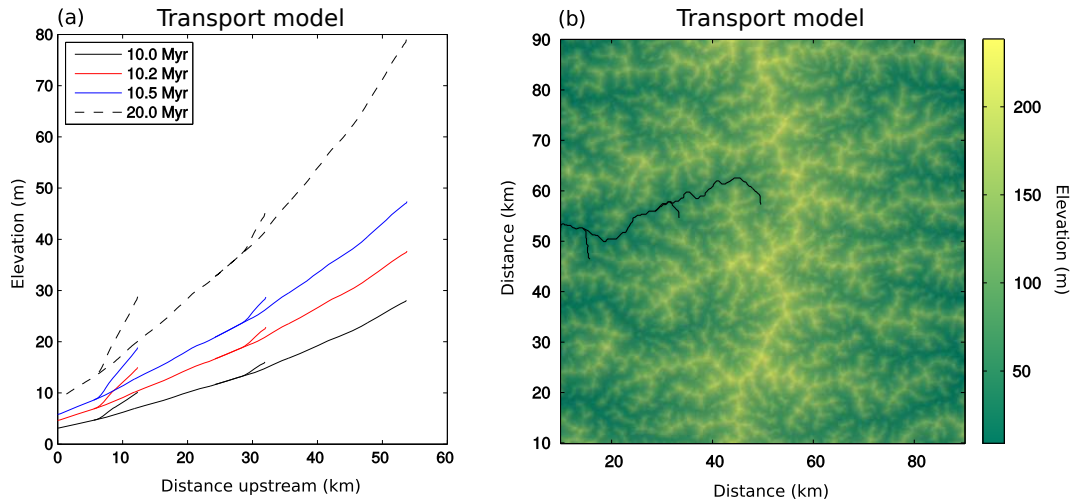 (a) Transport model
80
70
60
50
40
30
20
10
0
Elevation (m)
10.0 Myr
10.2 Myr
10.5 Myr
20.0 Myr
0 10 20 30 40 50 60
Distance upstream (km)
(b) Transport model
90
80
70
60
50
40
30
20
10
Distance (km)
20 40 60 80
Distance (km)
200
150
100
50
Elevation (m)